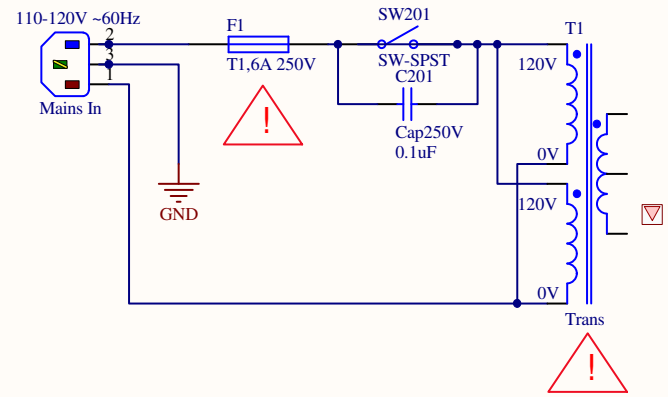 110-120V ~60Hz
2
3
1
Mains In
F1
T1,6A 250V
!
GND
SW201
SW-SPST
C201
Cap250V
0.1uF
T1
120V
0V
120V
0V
Trans
!